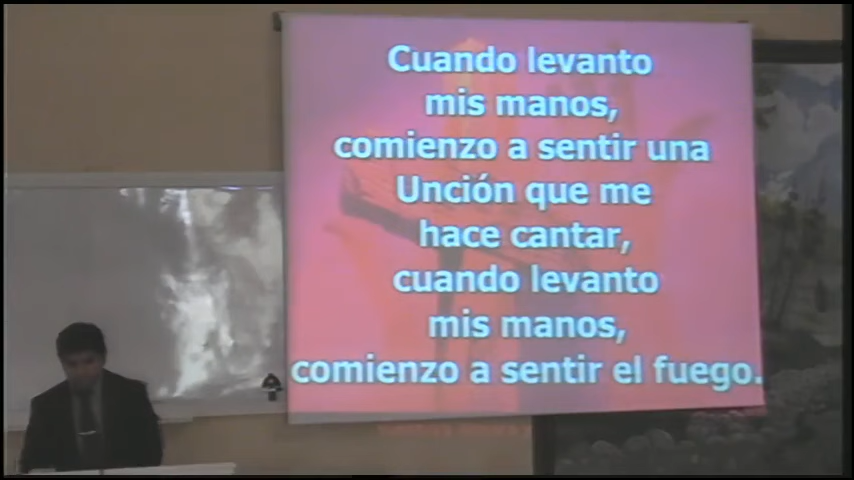 Cuando levanto
mis manos,
comienzo a sentir una
Unción que me
hace cantar,
cuando levanto
mis manos,
comienzo a sentir el fuego.